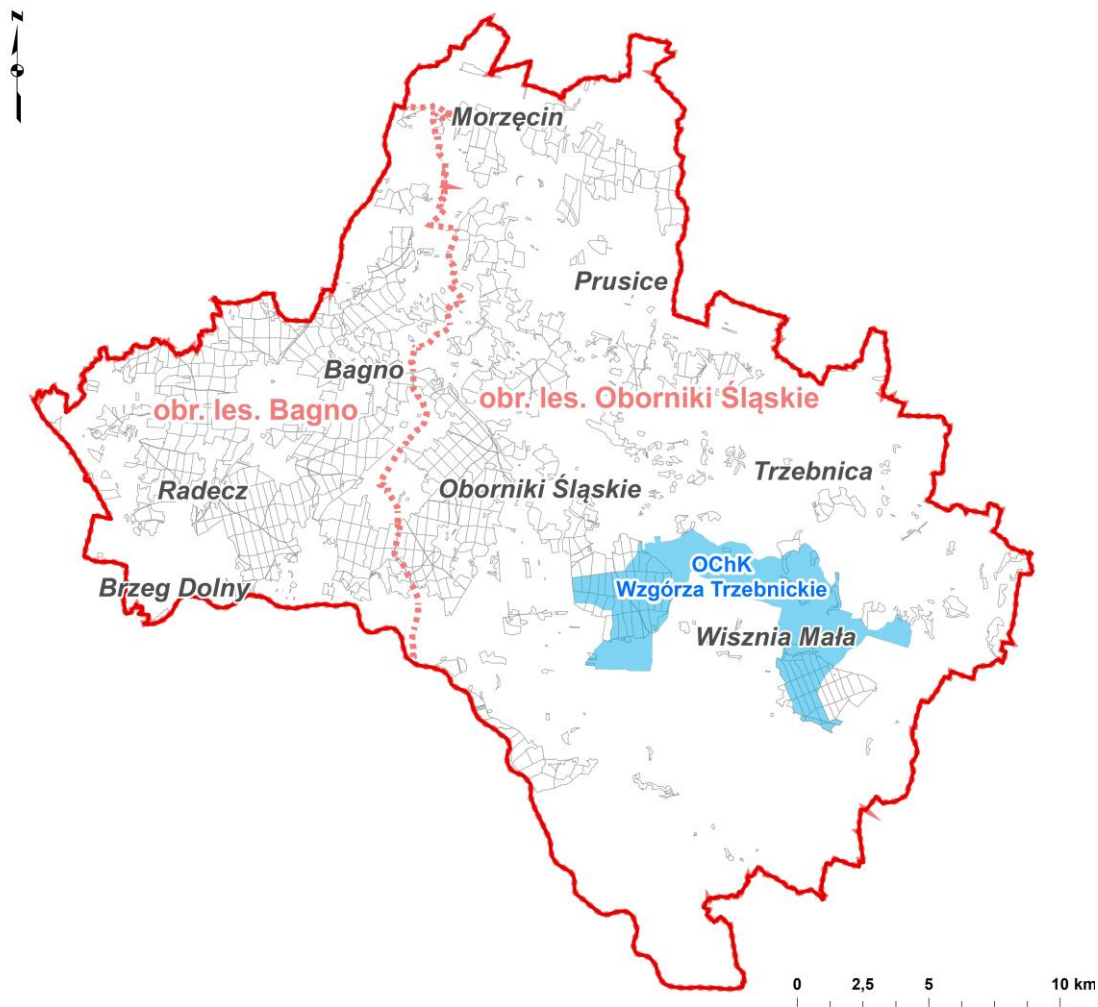 N
Morzęcin
Prusice
Bagno
obr. les. Bagno
obr. les. Oborniki Śląskie
Trzebnica
Radecz
Oborniki Śląskie
OChK
Wzgórza Trzebnickie
Brzeg Dolny
Wisznia Mała
0 2,5 5 10 km